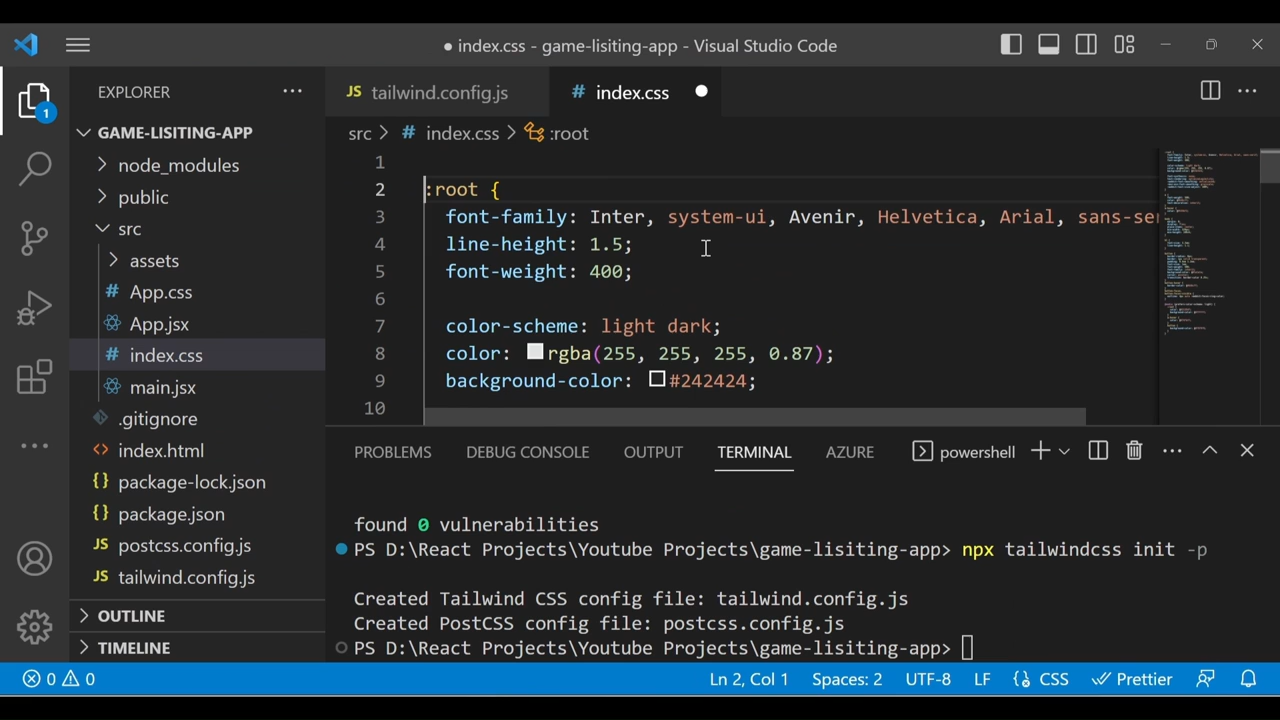 ● index.css - game-lisiting-app - Visual Studio Code
EXPLORER
1
GAME-LISITING-APP
node_modules
public
src
assets
# App.css
App.jsx
# index.css
main.jsx
.gitignore
<> index.html
{} package-lock.json
{} package.json
JS postcss.config.js
JS tailwind.config.js
OUTLINE
TIMELINE
JS tailwind.config.js
# index.css
src > # index.css > :root
1
2 :root {
3 font-family: Inter, system-ui, Avenir, Helvetica, Arial, sans-ser
4 line-height: 1.5;
5 font-weight: 400;
6
7 color-scheme: light dark;
8 color: rgba(255, 255, 255, 0.87);
9 background-color: #242424;
10
PROBLEMS DEBUG CONSOLE OUTPUT TERMINAL AZURE powershell
found 0 vulnerabilities
PS D:\React Projects\Youtube Projects\game-lisiting-app> npx tailwindcss init -p
Created Tailwind CSS config file: tailwind.config.js
Created PostCSS config file: postcss.config.js
PS D:\React Projects\Youtube Projects\game-lisiting-app>
0 0 Ln 2, Col 1 Spaces: 2 UTF-8 LF {} CSS Prettier